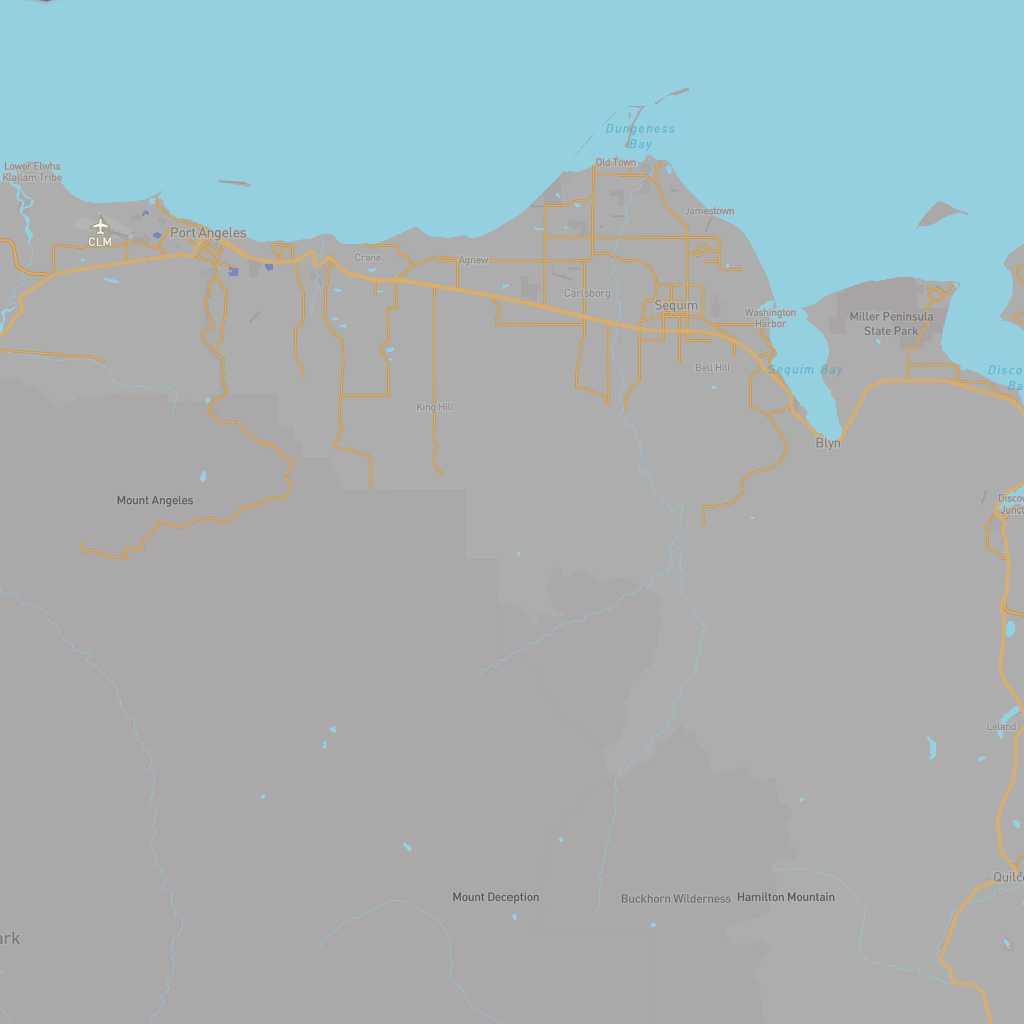 Dungeness
Bay
Old Town
Lower Elwha
Klallam Tribe
Jamestown
CLM
Port Angeles
Crane
Agnew
Carlsborg
Sequim
Washington
Harbor
Miller Peninsula
State Park
Bell Hill
Sequim Bay
Disco
Ba
King Hill
Blyn
Mount Angeles
Disco
Junct
Leland
Quilc
Mount Deception
Buckhorn Wilderness
Hamilton Mountain
ark